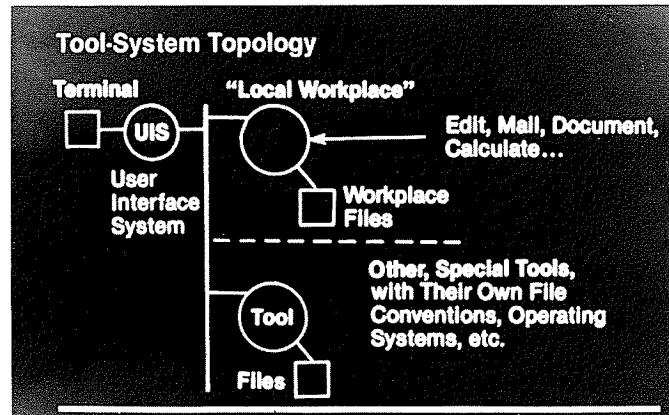 Tool-System Topology
Terminal
"Local Workplace"
UIS
Edit, Mail, Document,
Calculate...
User
Interface
System
Workplace
Files
Other, Special Tools,
with Their Own File
Conventions, Operating
Systems, etc.
Tool
Files